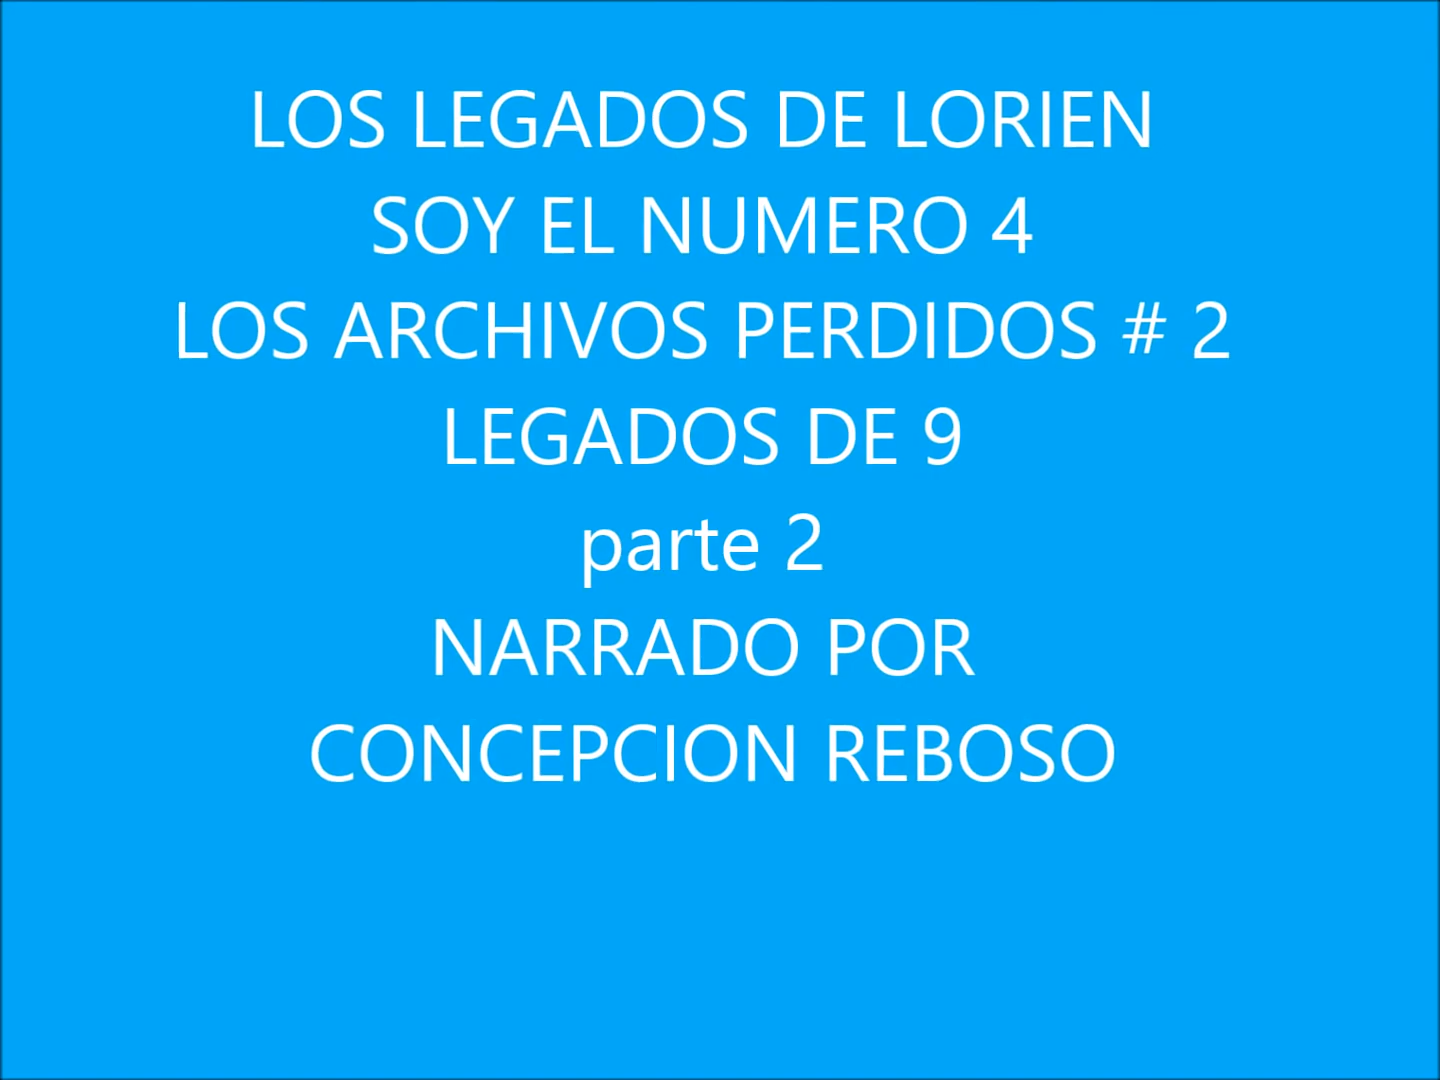 LOS LEGADOS DE LORIEN
SOY EL NUMERO 4
LOS ARCHIVOS PERDIDOS # 2
LEGADOS DE 9
parte 2
NARRADO POR
CONCEPCION REBOSO